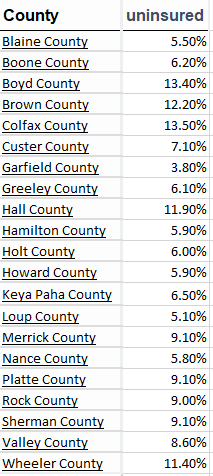 County uninsured
Blaine County 5.50%
Boone County 6.20%
Boyd County 13.40%
Brown County 12.20%
Colfax County 13.50%
Custer County 7.10%
Garfield County 3.80%
Greeley County 6.10%
Hall County 11.90%
Hamilton County 5.90%
Holt County 6.00%
Howard County 5.90%
Keya Paha County 6.50%
Loup County 5.10%
Merrick County 9.10%
Nance County 5.80%
Platte County 9.10%
Rock County 9.00%
Sherman County 9.10%
Valley County 8.60%
Wheeler County 11.40%